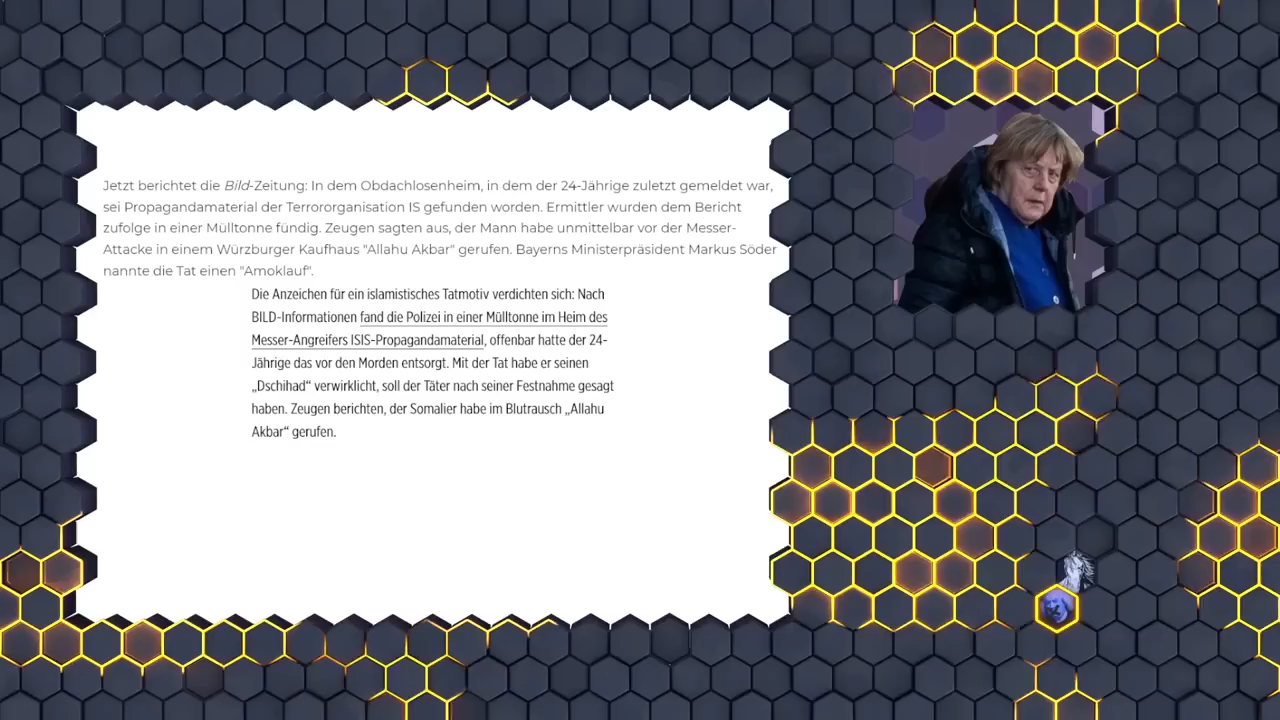 Jetzt berichtet die Bild-Zeitung: In dem Obdachlosenheim, in dem der 24-Jährige zuletzt gemeldet war,
sei Propagandamaterial der Terrororganisation IS gefunden worden. Ermittler wurden dem Bericht
zufolge in einer Mülltonne fündig. Zeugen sagten aus, der Mann habe unmittelbar vor der Messer-
Attacke in einem Würzburger Kaufhaus "Allahu Akbar" gerufen. Bayerns Ministerpräsident Markus Söder
nannte die Tat einen "Amoklauf".
Die Anzeichen für ein islamistisches Tatmotiv verdichten sich: Nach
BILD-Informationen fand die Polizei in einer Mülltonne im Heim des
Messer-Angreifers ISIS-Propagandamaterial, offenbar hatte der 24-
Jährige das vor den Morden entsorgt. Mit der Tat habe er seinen
„Dschihad“ verwirklicht, soll der Täter nach seiner Festnahme gesagt
haben. Zeugen berichten, der Somalier habe im Blutrausch „Allahu
Akbar“ gerufen.